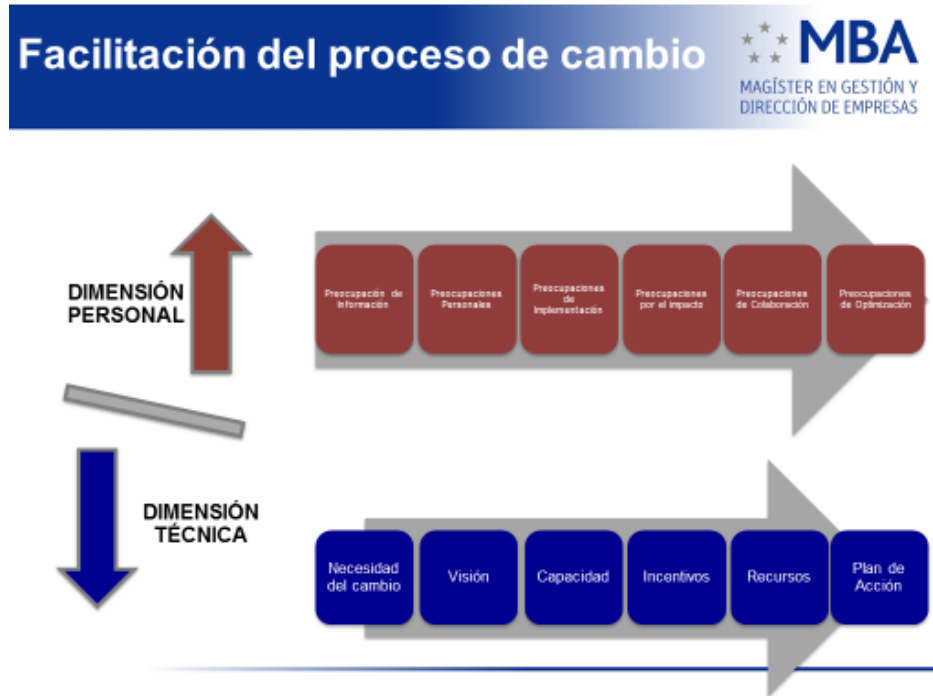 Facilitación del proceso de cambio
MBA
MAGÍSTER EN GESTIÓN Y
DIRECCIÓN DE EMPRESAS
DIMENSIÓN
PERSONAL
Preocupación de
Información
Preocupaciones
Personales
Preocupaciones
de
Implementación
Preocupaciones
por el impacto
Preocupaciones
de Colaboración
Preocupaciones
de Optimización
DIMENSIÓN
TÉCNICA
Necesidad
del cambio
Visión
Capacidad
Incentivos
Recursos
Plan de
Acción